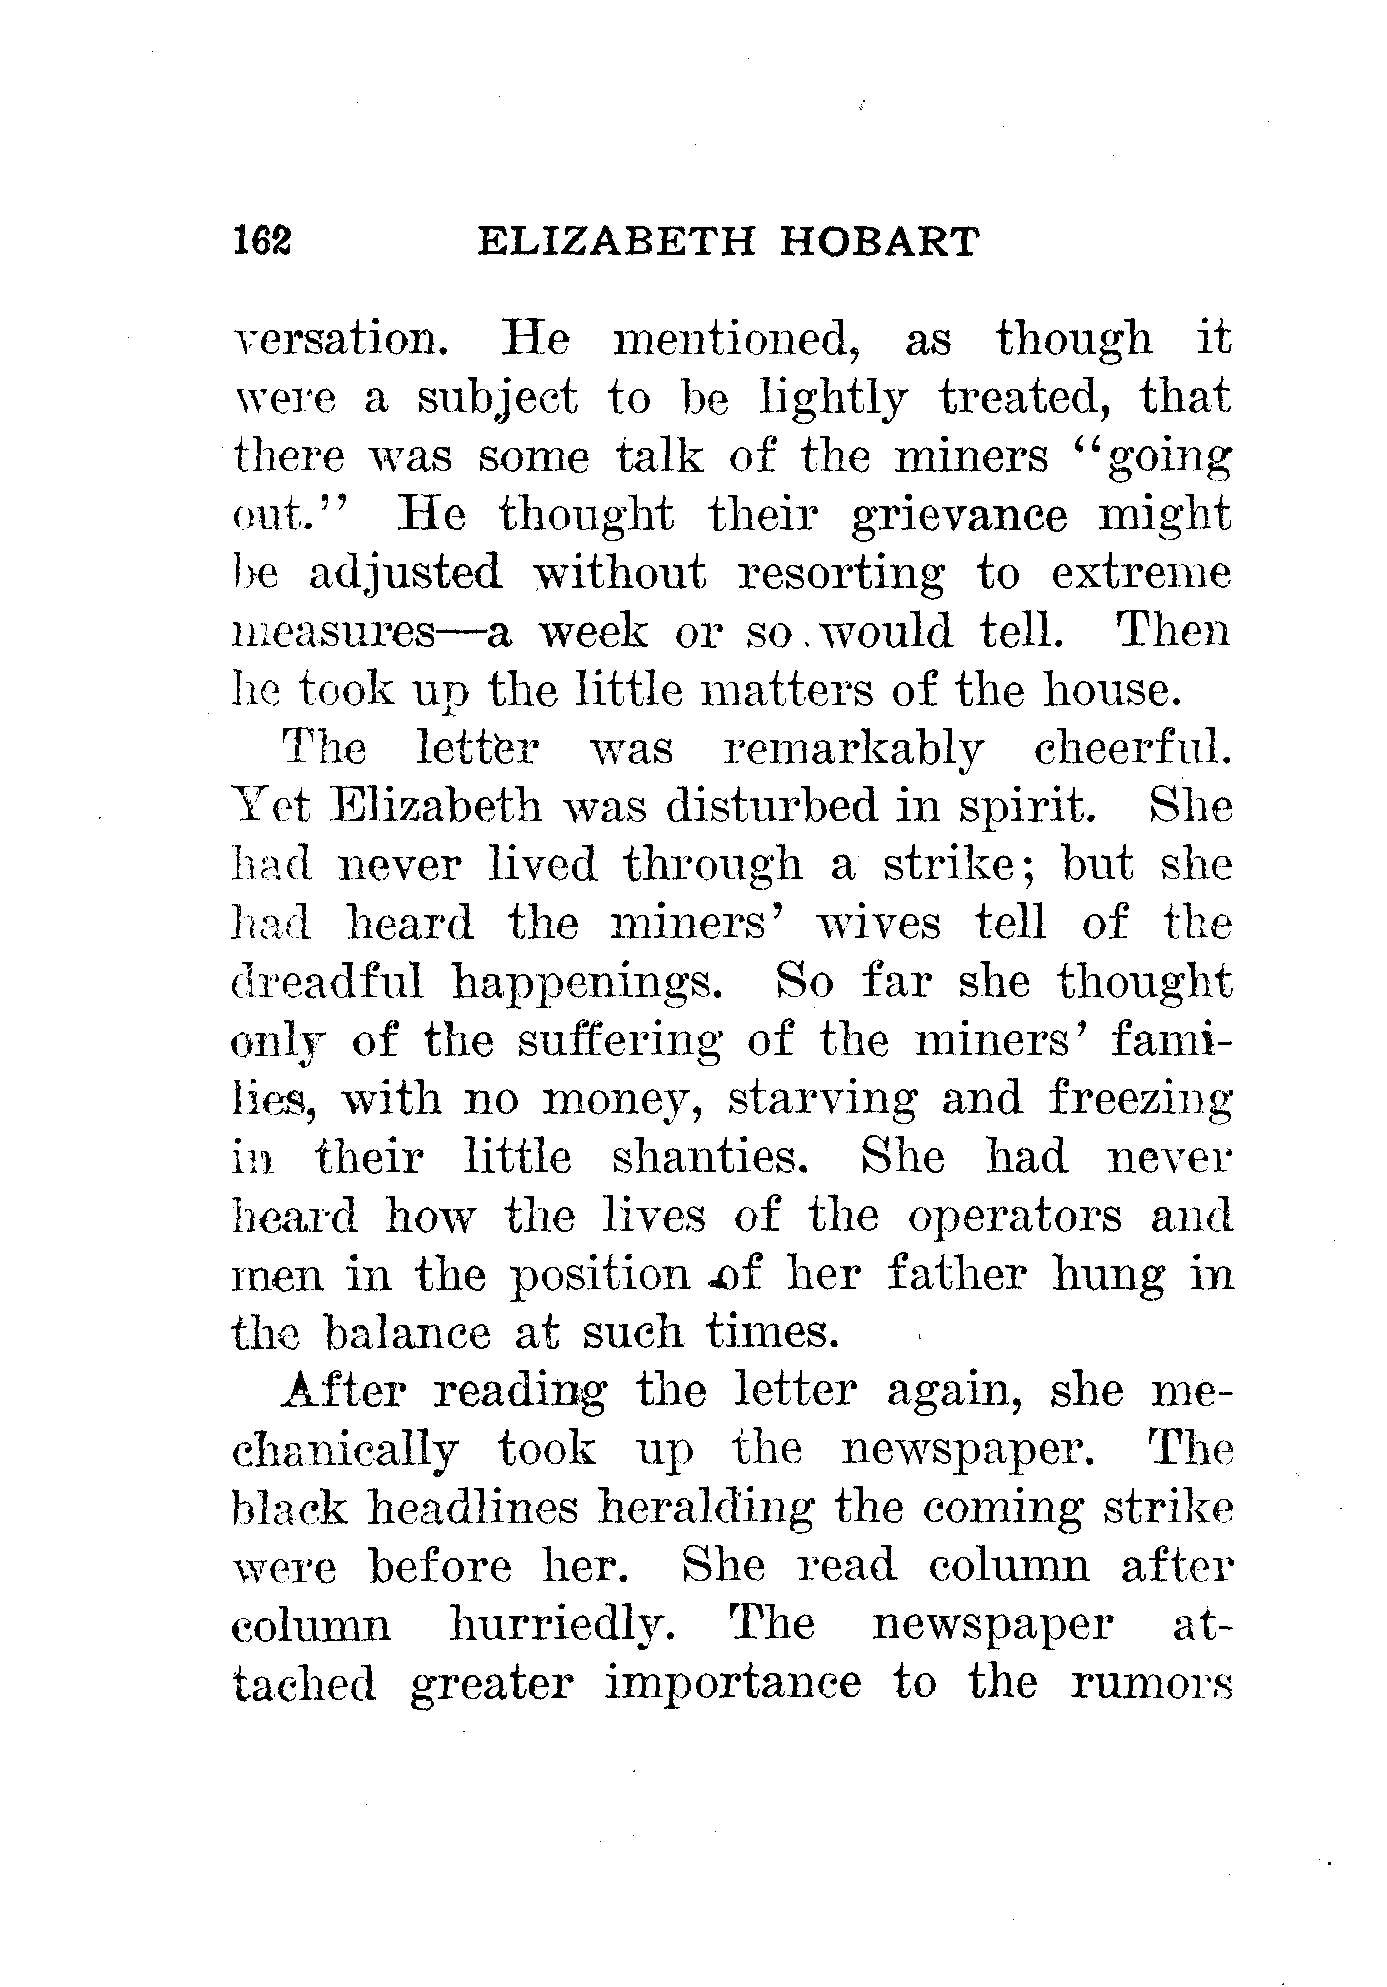 162 ELIZABETH HOBART
versation. He mentioned, as though it
were a subject to be lightly treated, that
there was some talk of the miners “going
out.” He thought their grievance might
be adjusted without resorting to extreme
measures—a week or so would tell. Then
he took up the little matters of the house.
The letter was remarkably cheerful.
Yet Elizabeth was disturbed in spirit. She
had never lived through a strike; but she
had heard the miners’ wives tell of the
dreadful happenings. So far she thought
only of the suffering of the miners’ fami-
lies, with no money, starving and freezing
in their little shanties. She had never
heard how the lives of the operators and
men in the position of her father hung in
the balance at such times.
After reading the letter again, she me-
chanically took up the newspaper. The
black headlines heralding the coming strike
were before her. She read column after
column hurriedly. The newspaper at-
tached greater importance to the rumors